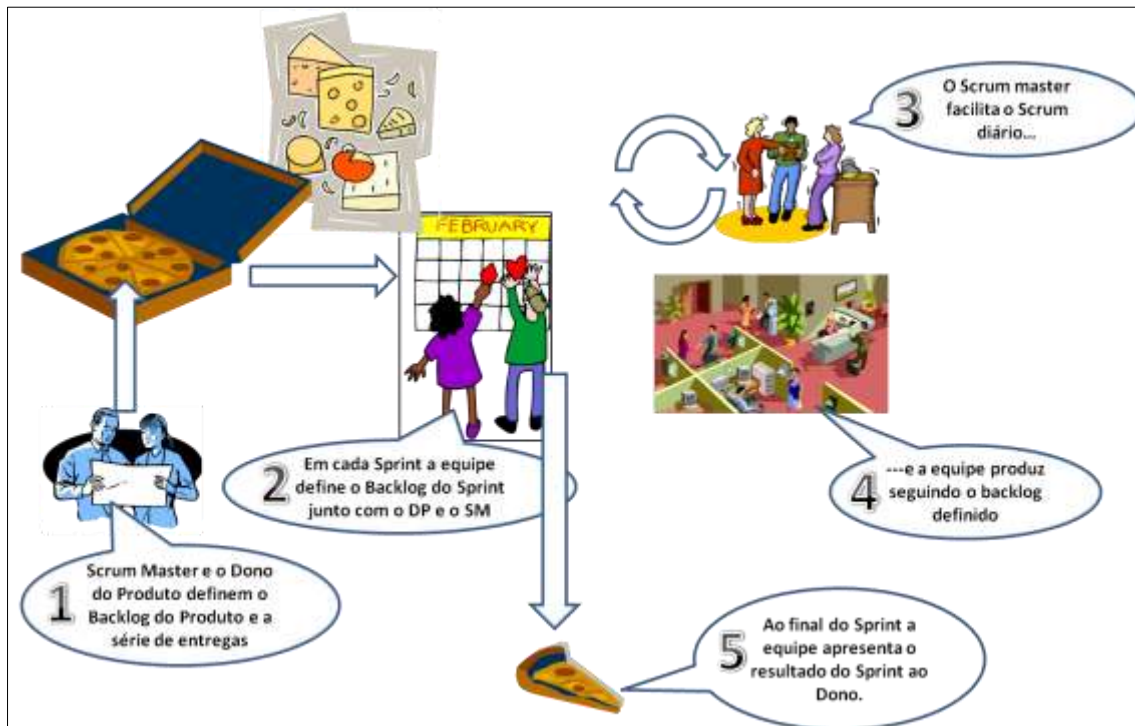 FEBRUARY
1
Scrum Master e o Dono
do Produto definem o
Backlog do Produto e a
série de entregas
2
Em cada Sprint a equipe
define o Backlog do Sprint
junto com o DP e o SM
3
O Scrum master
facilita o Scrum
diário...
4
---e a equipe produz
seguindo o backlog
definido
5
Ao final do Sprint a
equipe apresenta o
resultado do Sprint ao
Dono.